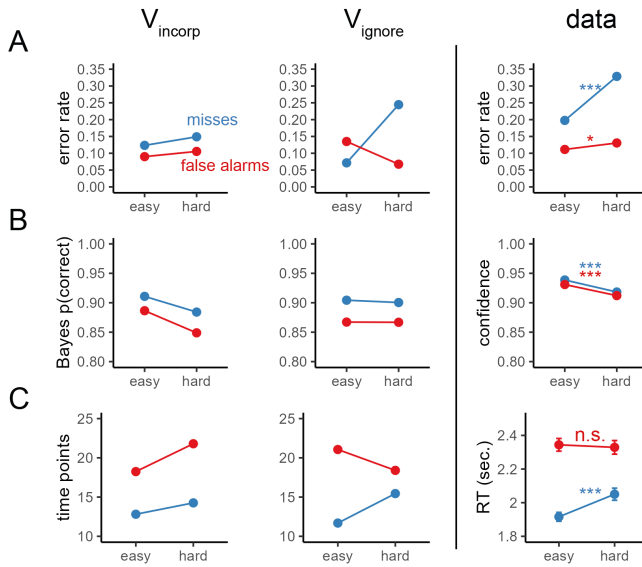 V_incorp V_ignore data
A
error rate
0.35
0.30
0.25
0.20
0.15
0.10
0.05
0.00
misses
false alarms
easy hard
0.35
0.30
0.25
0.20
0.15
0.10
0.05
0.00
easy hard
error rate
0.35
0.30
0.25
0.20
0.15
0.10
0.05
0.00
***
*
easy hard
B
Bayes p(correct)
1.00
0.95
0.90
0.85
0.80
easy hard
1.00
0.95
0.90
0.85
0.80
easy hard
confidence
1.00
0.95
0.90
0.85
0.80
***
***
easy hard
C
time points
25
20
15
10
easy hard
25
20
15
10
easy hard
RT (sec.)
2.4
2.2
2
1.8
n.s.
***
easy hard